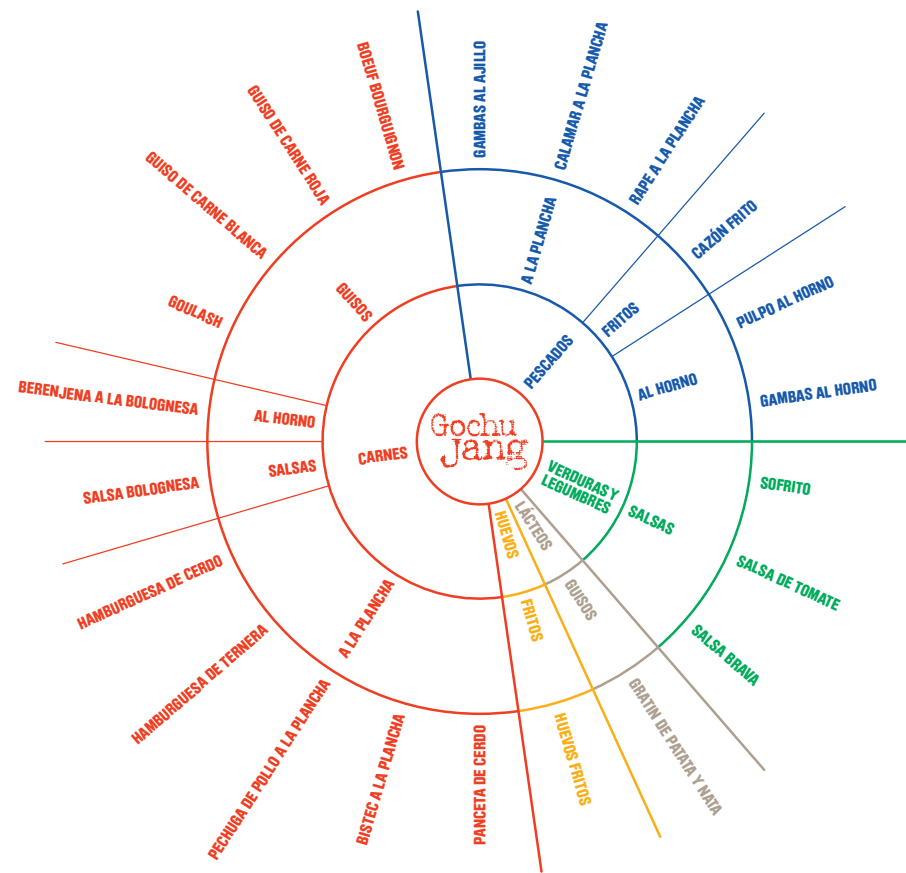 Gochu
Jang
PESCADOS
A LA PLANCHA
GAMBAS AL AJILLO
CALAMAR A LA PLANCHA
RAPE A LA PLANCHA
FRITOS
CAZÓN FRITO
AL HORNO
PULPO AL HORNO
GAMBAS AL HORNO
VERDURAS Y
LEGUMBRES
SALSAS
SOFRITO
SALSA DE TOMATE
SALSA BRAVA
LÁCTEOS
GUISOS
GRATIN DE PATATA Y NATA
HUEVOS
FRITOS
HUEVOS FRITOS
CARNES
A LA PLANCHA
PANCETA DE CERDO
BISTEC A LA PLANCHA
PECHUGA DE POLLO A LA PLANCHA
HAMBURGUESA DE TERNERA
HAMBURGUESA DE CERDO
SALSAS
SALSA BOLOGNESA
AL HORNO
BERENJENA A LA BOLOGNESA
GUISOS
GOULASH
GUISO DE CARNE BLANCA
GUISO DE CARNE ROJA
BOEUF BOURGUIGNON